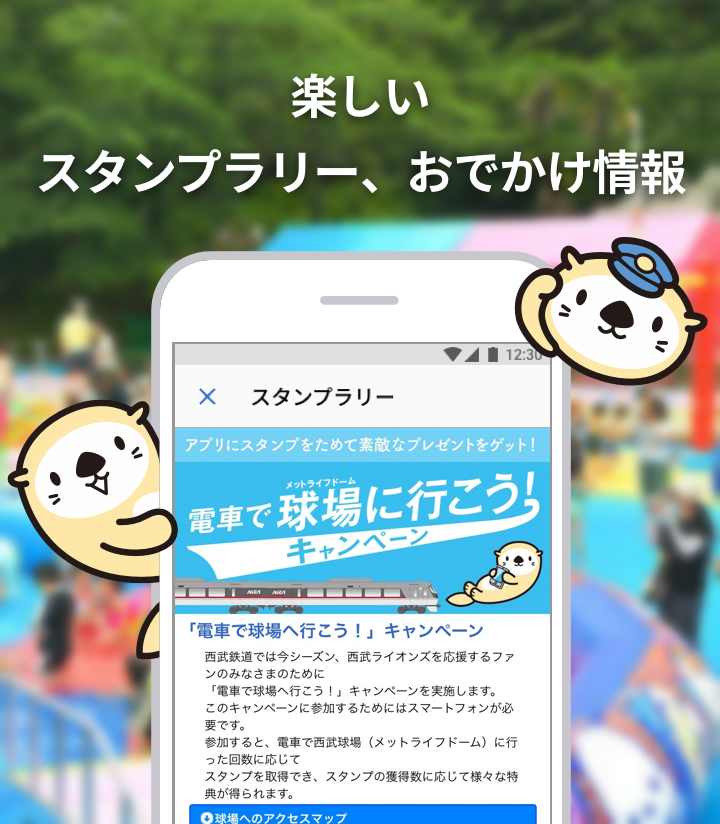 楽しい
スタンプラリー、おでかけ情報
12:30
スタンプラリー
アプリにスタンプをためて素敵なプレゼントをゲット！
メットライフドーム
電車で球場に行こう！
キャンペーン
NRA NRA
「電車で球場へ行こう！」キャンペーン
西武鉄道では今シーズン、西武ライオンズを応援するファ
ンのみなさまのために
「電車で球場へ行こう！」キャンペーンを実施します。
このキャンペーンに参加するためにはスマートフォンが必
要です。
参加すると、電車で西武球場（メットライフドーム）に行
った回数に応じて
スタンプを取得でき、スタンプの獲得数に応じて様々な特
典が得られます。
球場へのアクセスマップ